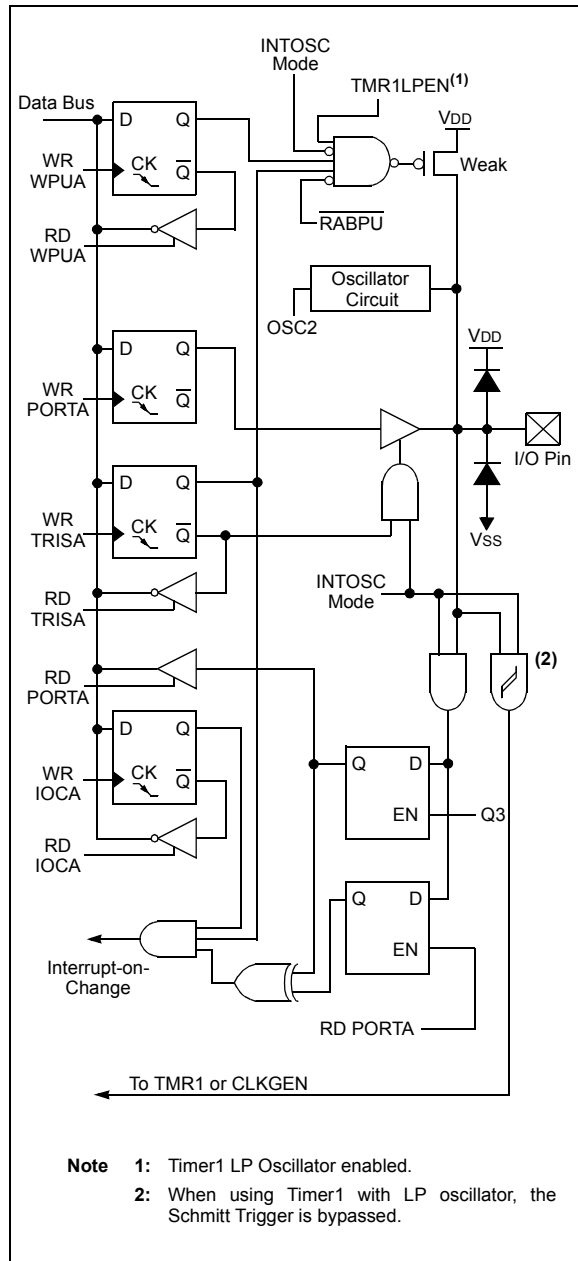 INTOSC
Mode
TMR1LPEN(1)
Data Bus
D Q
VDD
WR
WPUA
CK Q
Weak
RD
WPUA
RABPU
Oscillator
Circuit
OSC2
D Q
VDD
WR
PORTA
CK Q
I/O Pin
D Q
WR
TRISA
CK Q
VSS
RD
TRISA
INTOSC
Mode
(2)
RD
PORTA
D Q
WR
IOCA
CK Q
Q D
EN
Q3
RD
IOCA
Q D
EN
Interrupt-on-
Change
RD PORTA
To TMR1 or CLKGEN
Note 1: Timer1 LP Oscillator enabled.
2: When using Timer1 with LP oscillator, the
Schmitt Trigger is bypassed.